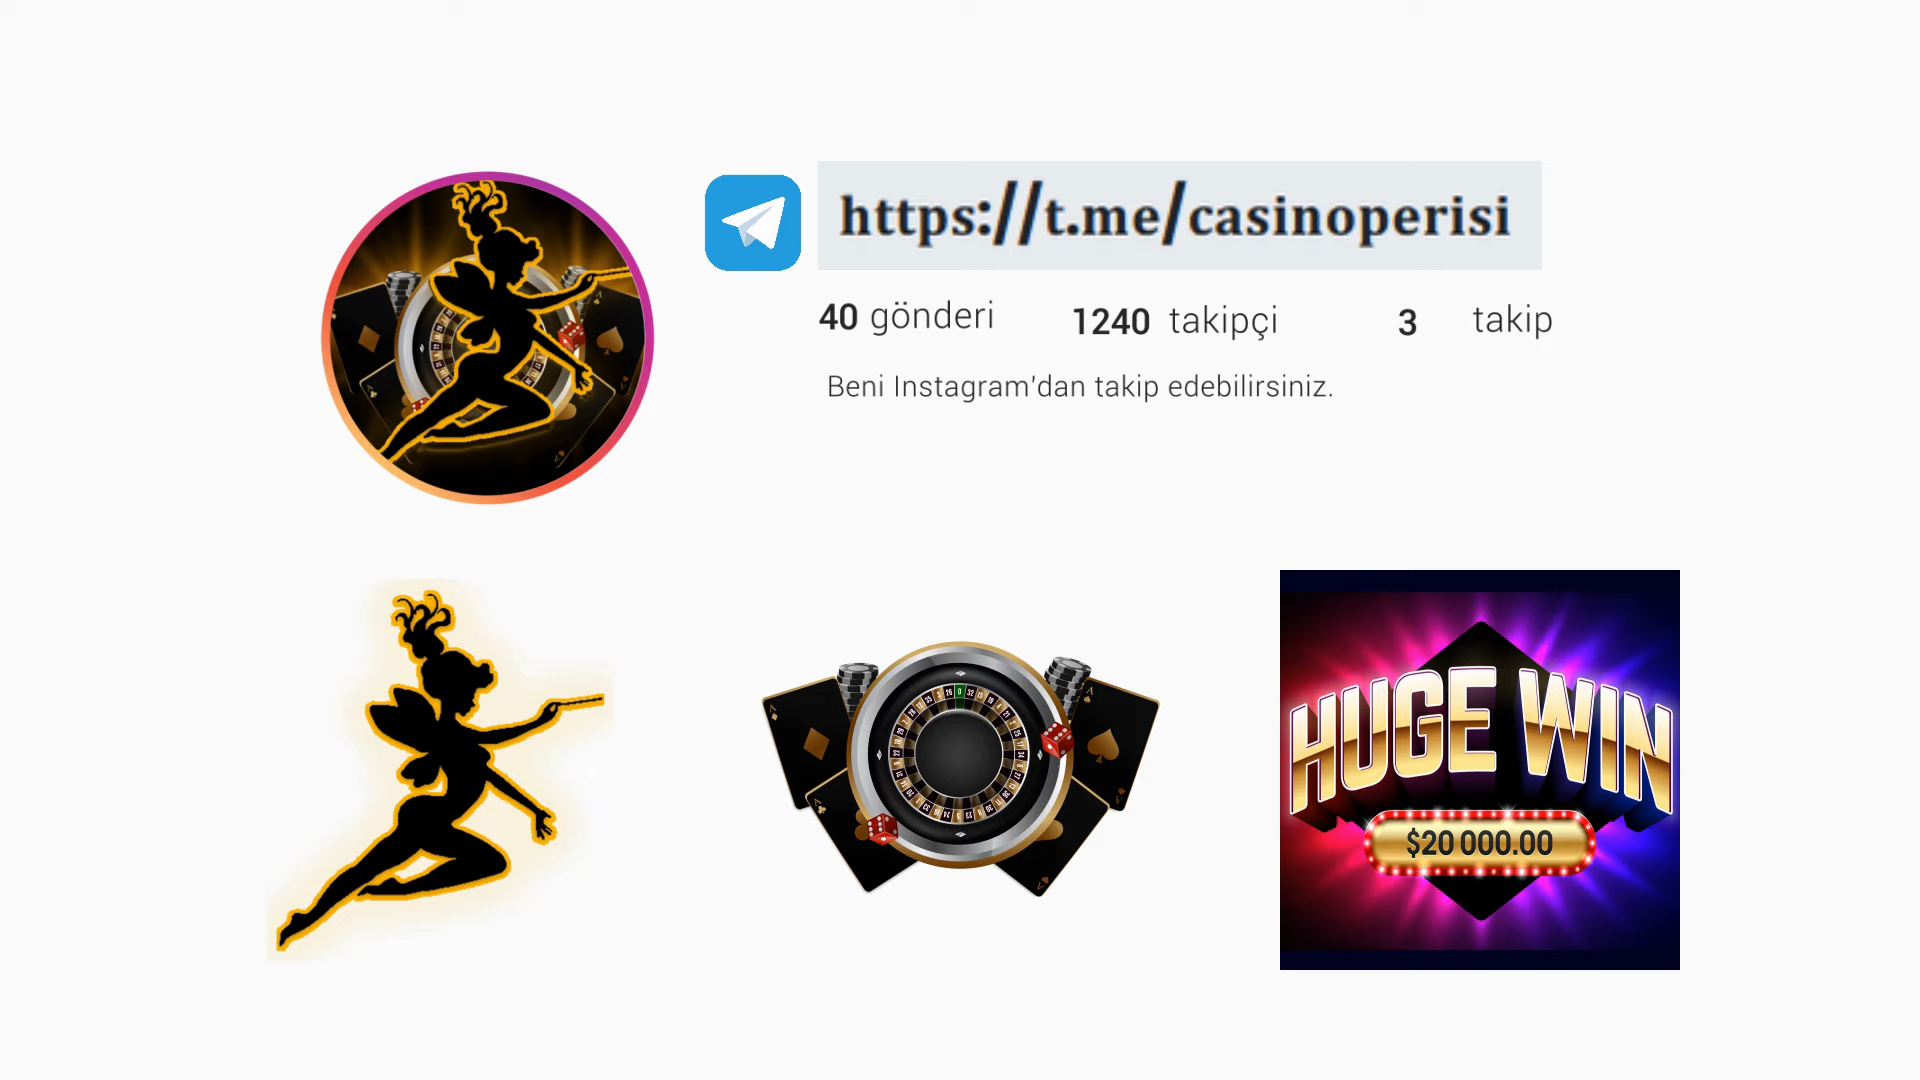 https://t.me/casinoperisi
40 gönderi 1240 takipçi 3 takip
Beni Instagram'dan takip edebilirsiniz.
HUGE WIN
$20 000.00